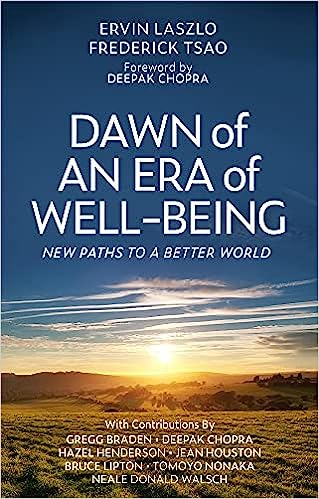 ERVIN LASZLO
FREDERICK TSAO
Foreword by
DEEPAK CHOPRA
DAWN of
AN ERA of
WELL-BEING
NEW PATHS TO A BETTER WORLD
With Contributions By
GREGG BRADEN • DEEPAK CHOPRA
HAZEL HENDERSON • JEAN HOUSTON
BRUCE LIPTON • TOMOYO NONAKA
NEALE DONALD WALSCH